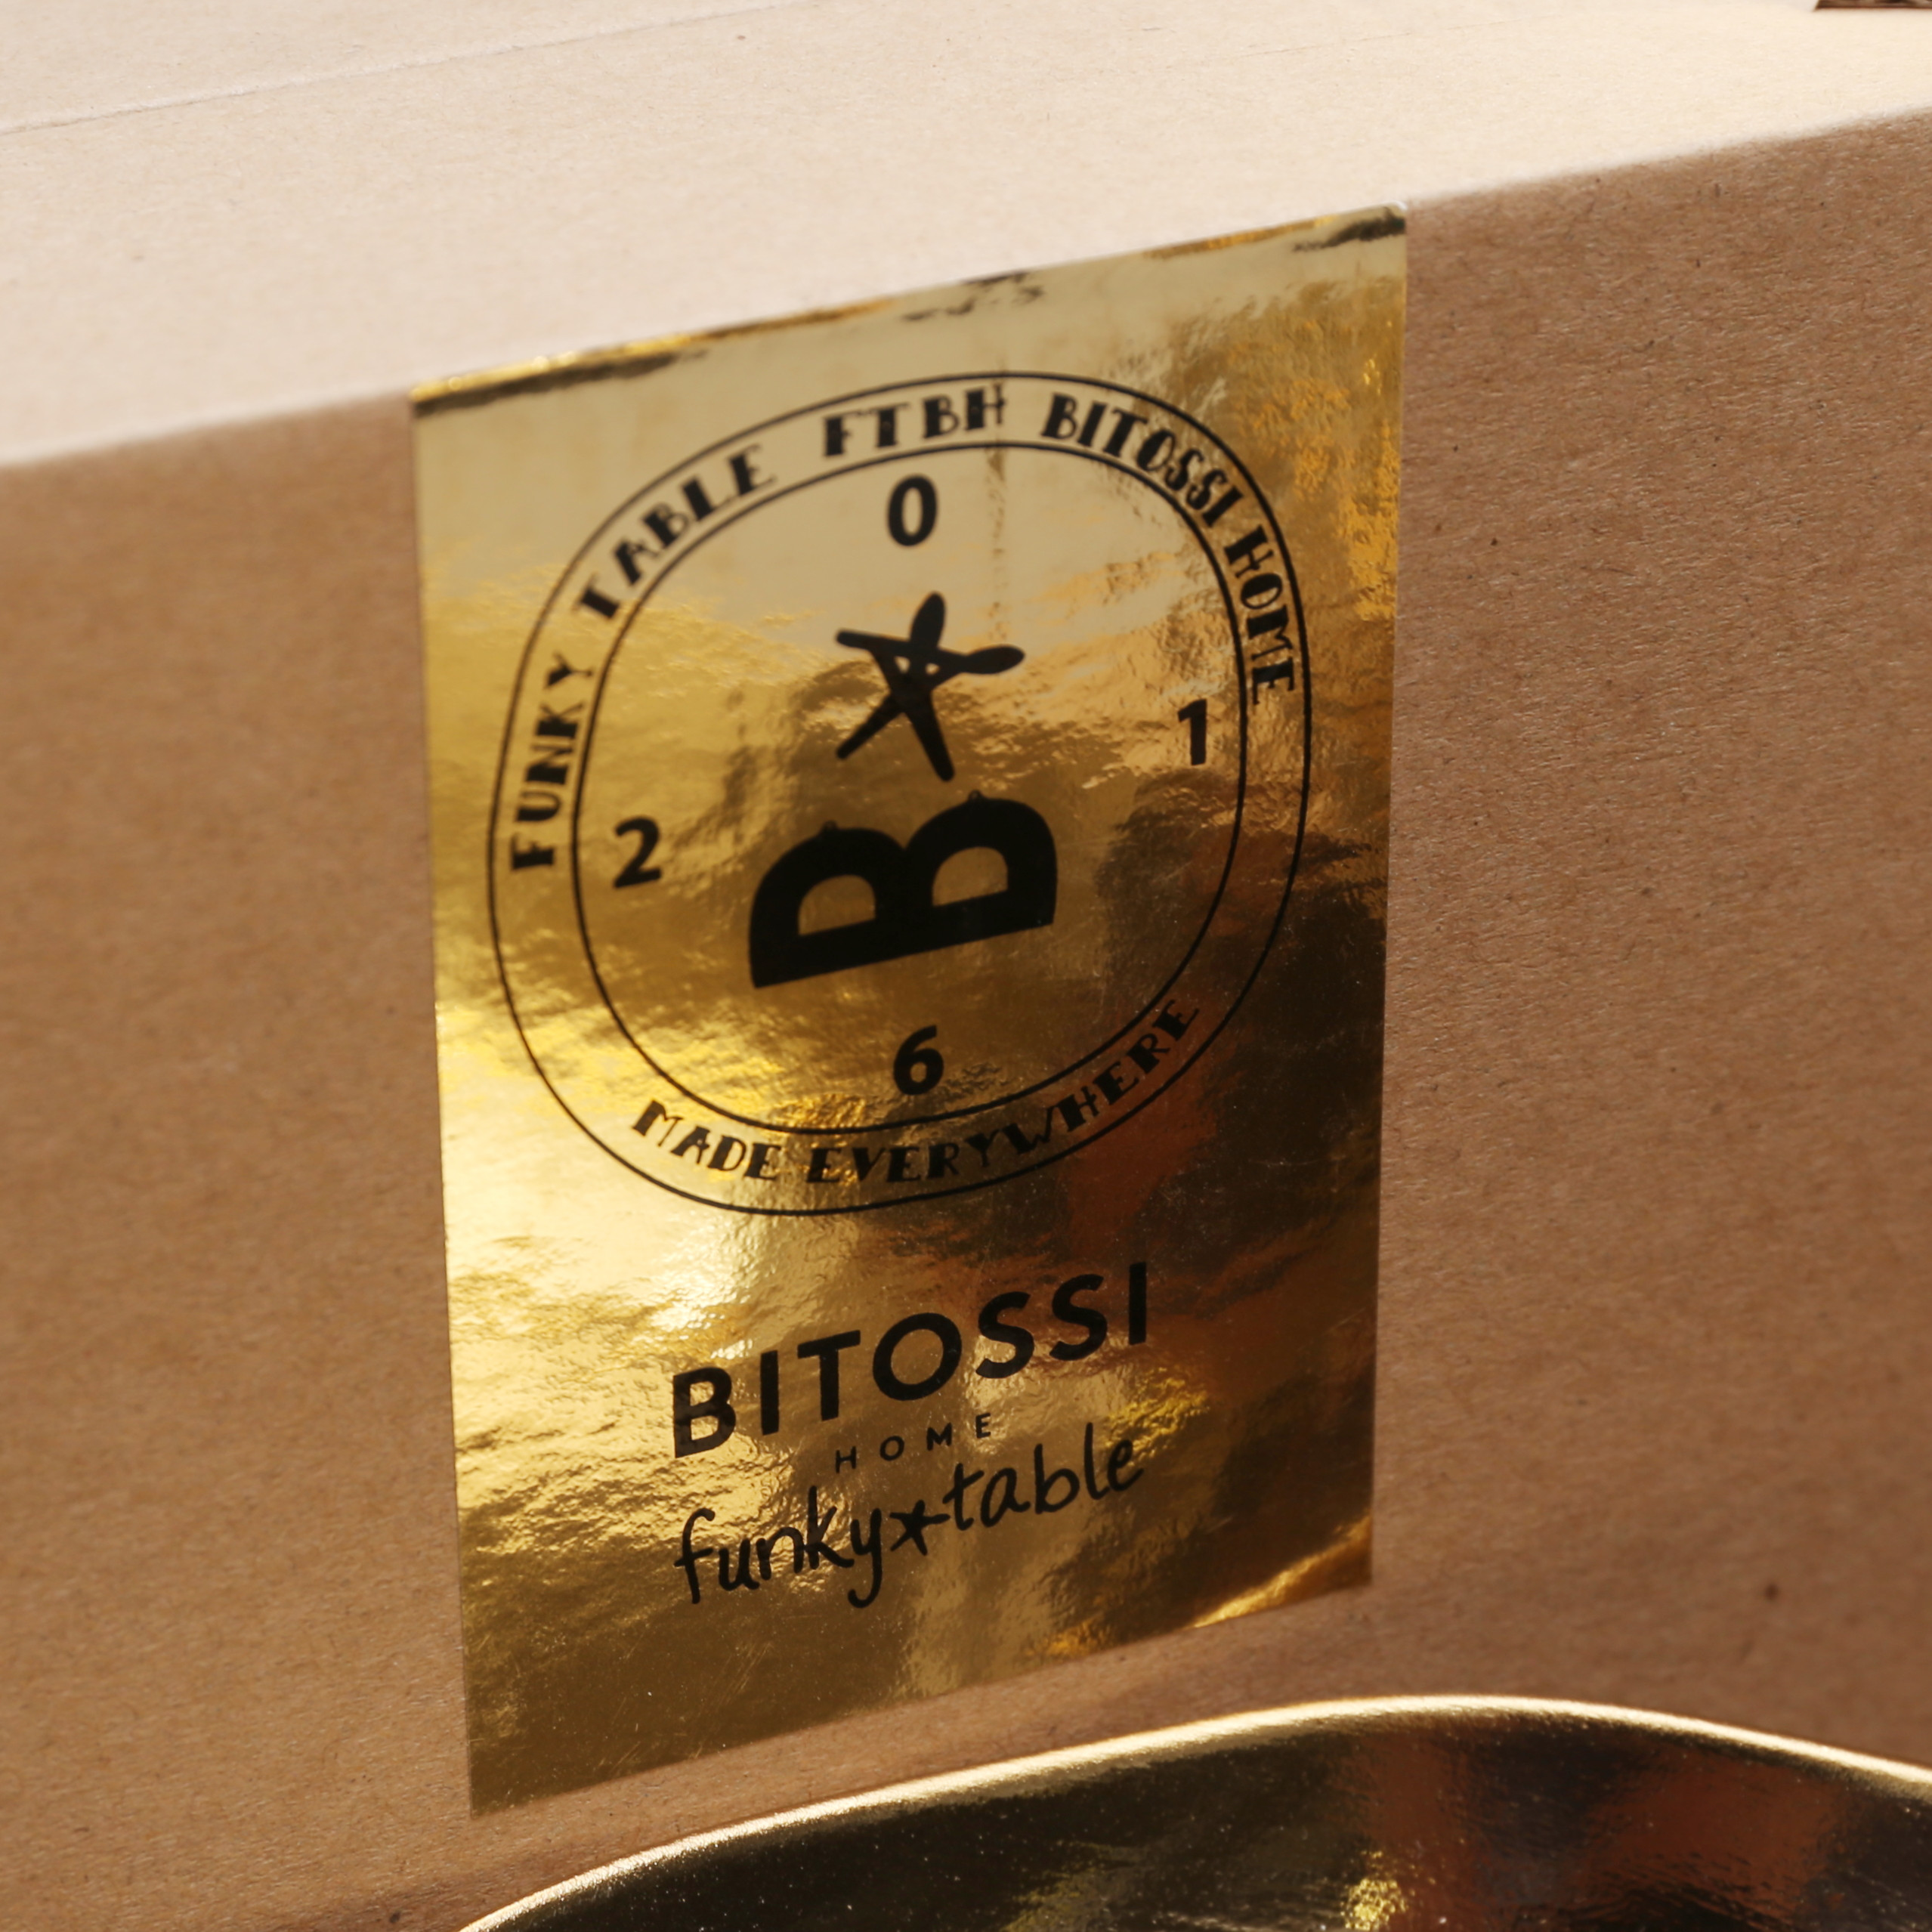 FUNKY TABLE FTBH BITOSSI HOME
0
2 1
B
6
MADE EVERYWHERE
BITOSSI
HOME
funky table